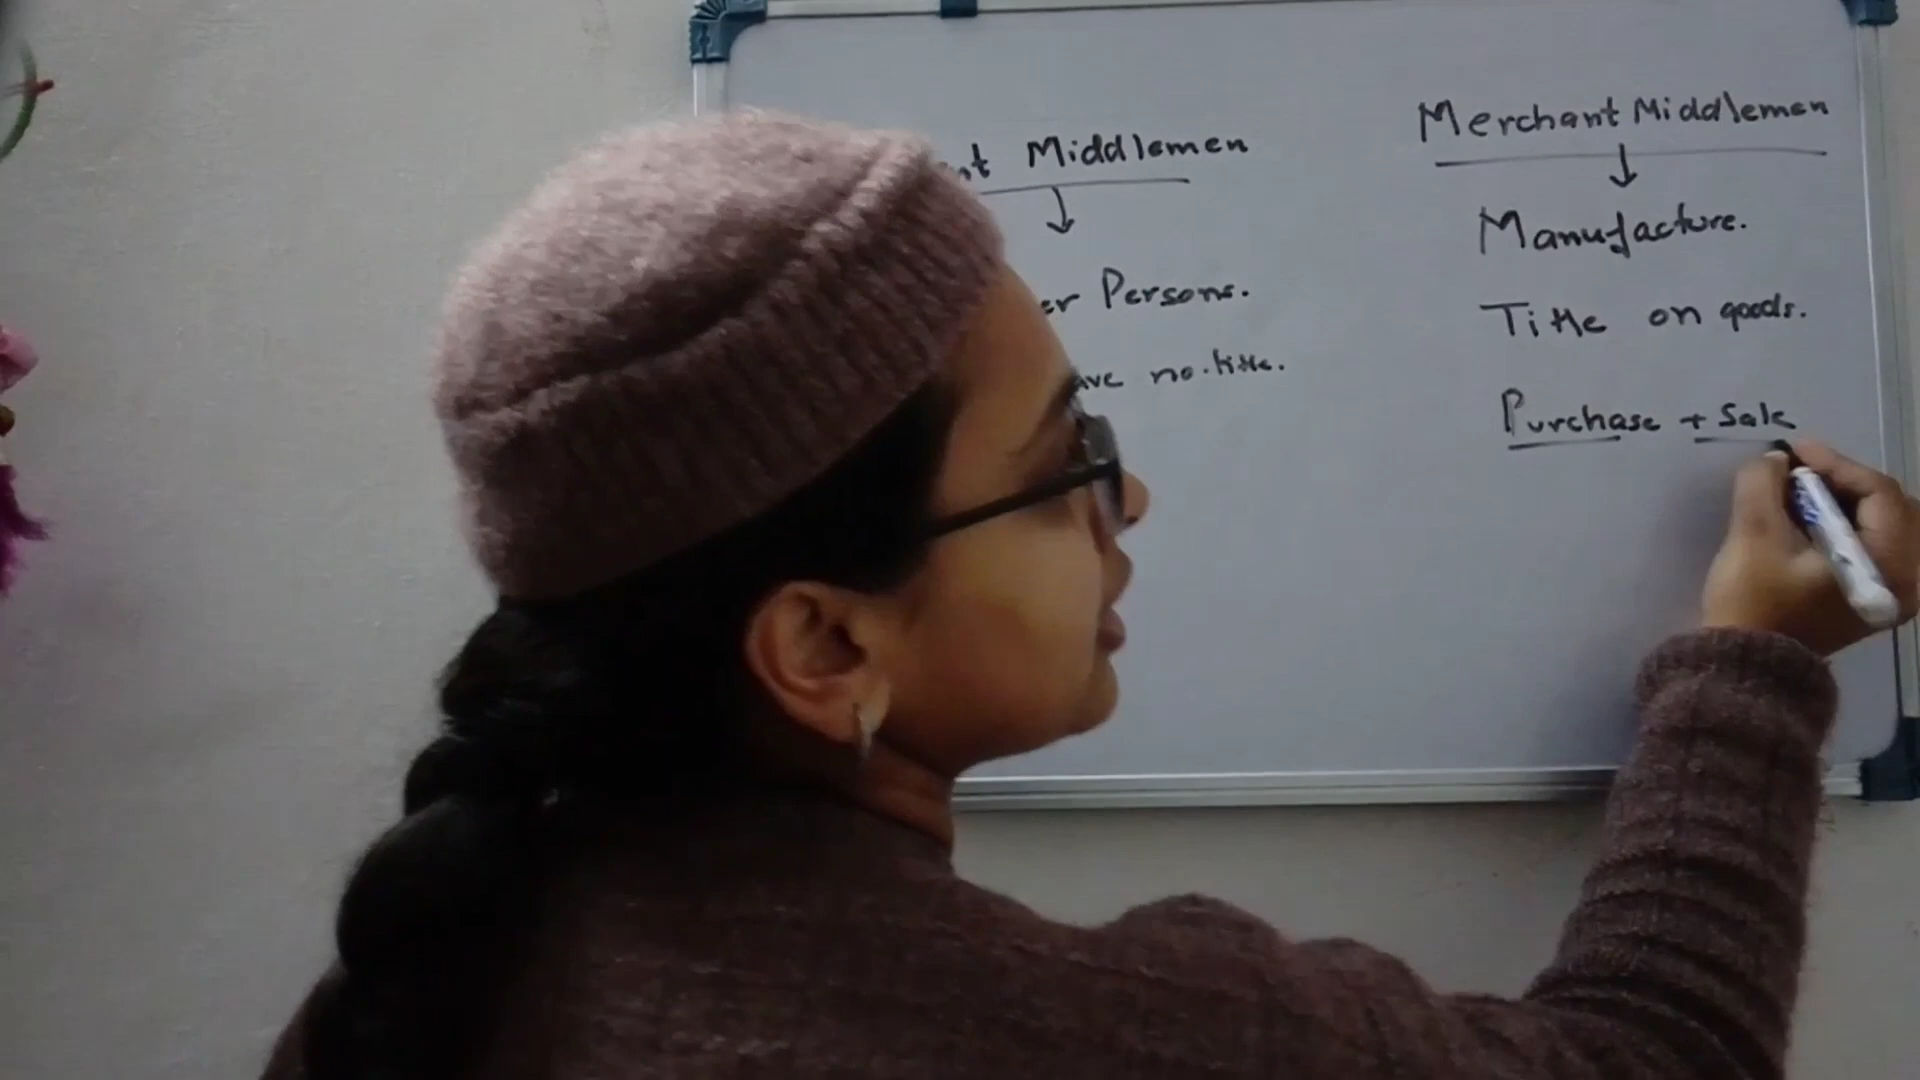 Middlemen
Persons.
no-title.
Merchant Middlemen
Manufacture.
Title on goods.
Purchase + Sale